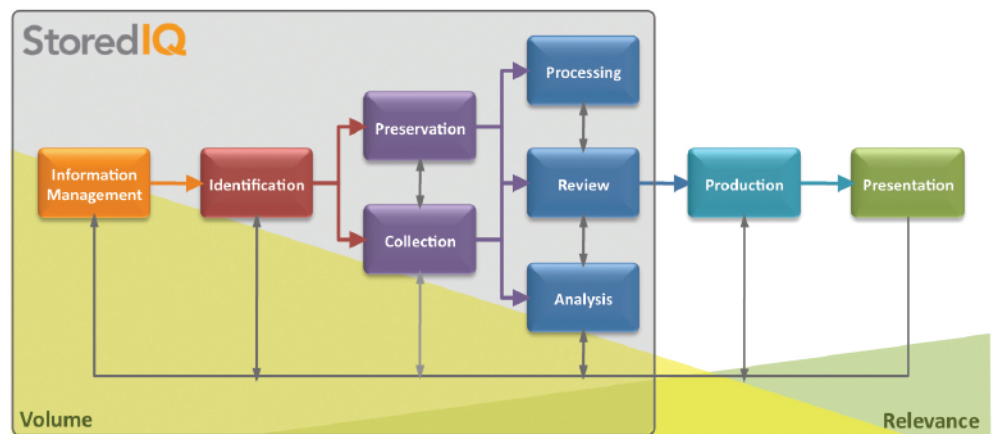 StoredIQ
Processing
Preservation
Information
Management
Identification
Review
Production
Presentation
Collection
Analysis
Volume
Relevance